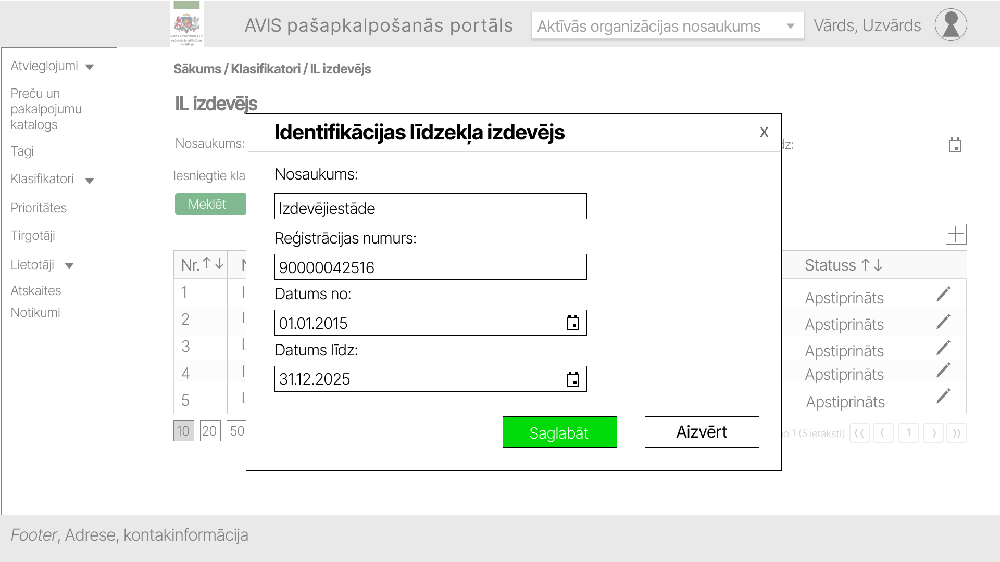 Vides aizsardzības un
reģionālās attīstības
ministrija
AVIS pašapkalpošanās portāls
Aktīvās organizācijas nosaukums
Vārds, Uzvārds
Atvieglojumi
Preču un
pakalpojumu
katalogs
Tagi
Klasifikatori
Prioritātes
Tirgotāji
Lietotāji
Atskaites
Notikumi
Sākums / Klasifikatori / IL izdevējs
IL izdevējs
Nosaukums:
dz:
Iesniegtie kla
Meklēt
Nr. ↑↓
Statuss ↑↓
1
Apstiprināts
2
Apstiprināts
3
Apstiprināts
4
Apstiprināts
5
Apstiprināts
10 20 50
no 1 (5 ieraksti)
1
Identifikācijas līdzekļa izdevējs
X
Nosaukums:
Izdevējiestāde
Reģistrācijas numurs:
90000042516
Datums no:
01.01.2015
Datums līdz:
31.12.2025
Saglabāt
Aizvērt
Footer, Adrese, kontakinformācija